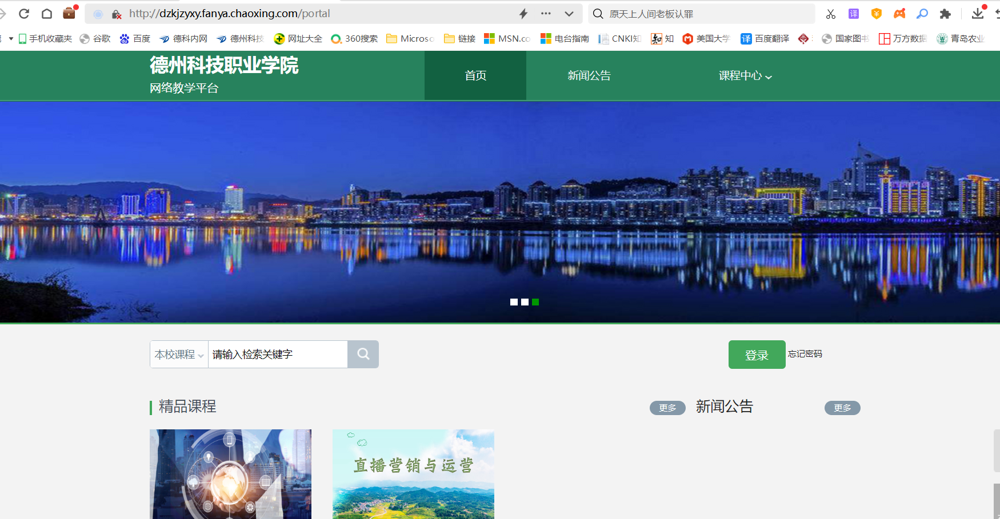 http://dzkjzyxy.fanya.chaoxing.com/portal
原天上人间老板认罪
译
手机收藏夹 谷歌 百度 德科内网 德州科技 网址大全 360搜索 Microso 链接 MSN.co 电台指南 CNKI知 知 美国大学 译 百度翻译 国家图书 万方数据 青岛农业
德州科技职业学院
网络教学平台
首页 新闻公告 课程中心
本校课程 请输入检索关键字
登录 忘记密码
精品课程 更多 新闻公告 更多
直播营销与运营